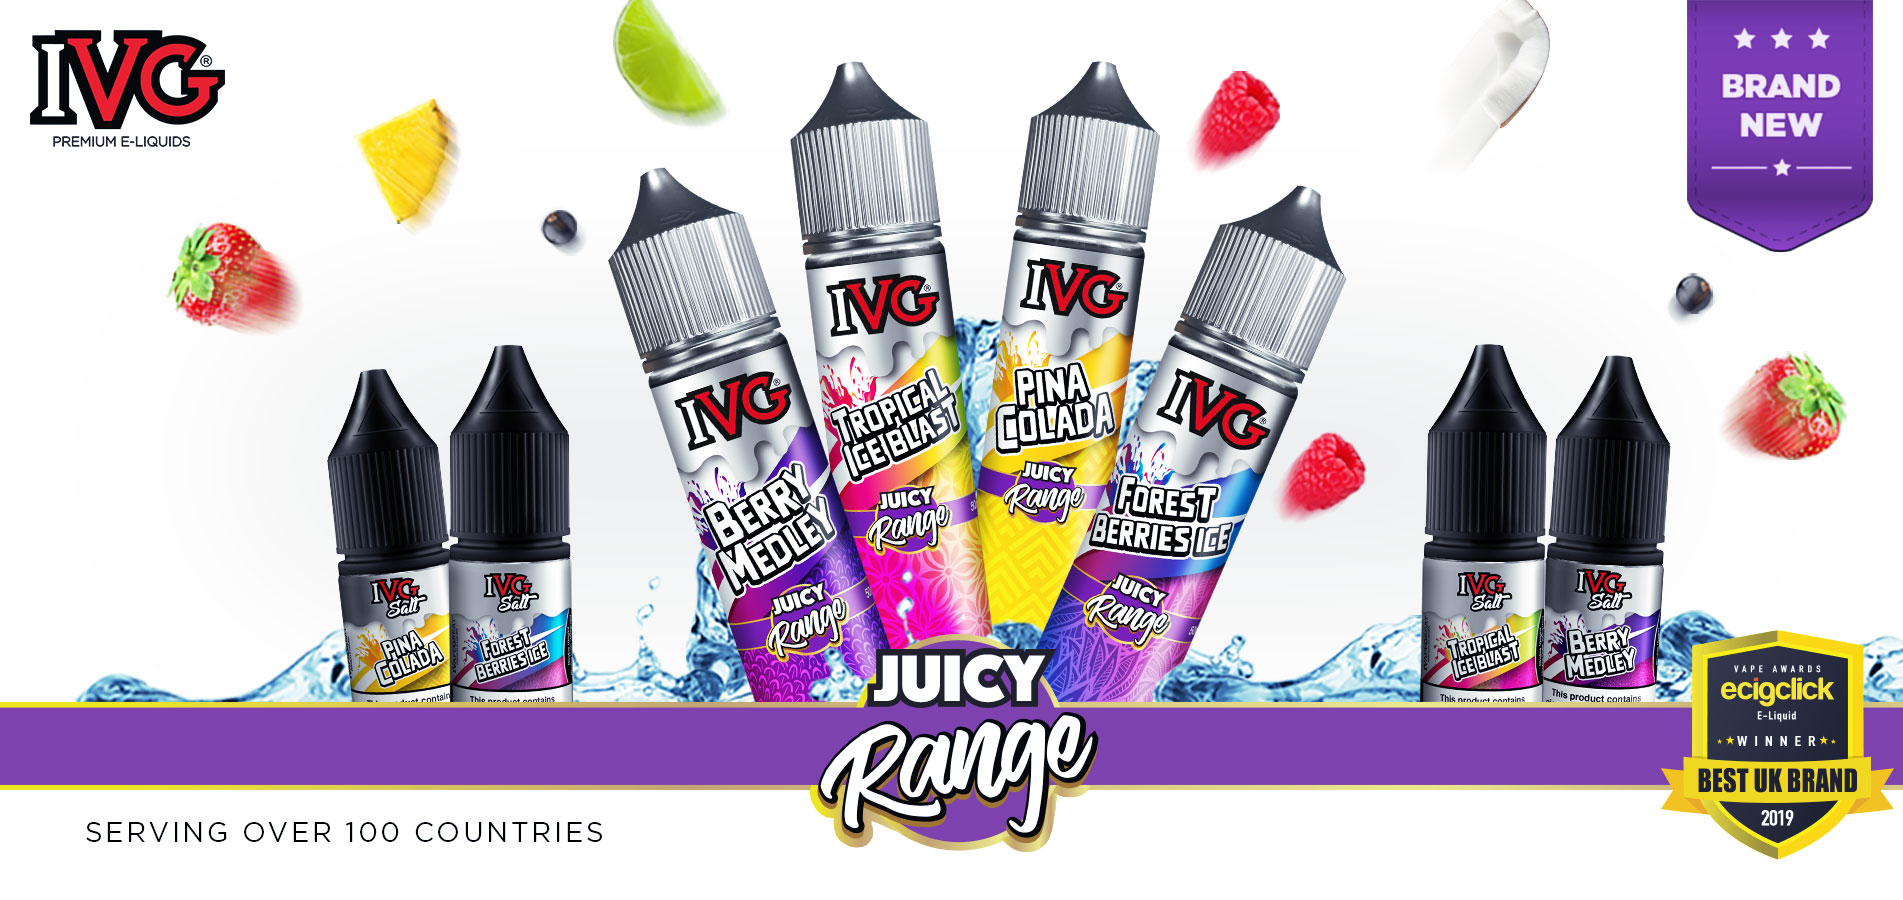 IVG®
PREMIUM E-LIQUIDS
★ ★ ★
BRAND
NEW
IVG®
BERRY
MEDLEY
JUICY
Range
IVG®
TROPICAL
ICE BLAST
JUICY
Range
IVG®
PINA
COLADA
JUICY
Range
IVG®
FOREST
BERRIES ICE
JUICY
Range
IVG
Salt
PINA
COLADA
This product contain
IVG
Salt
FOREST
BERRIES ICE
This product contains
IVG
Salt
TROPICAL
ICE BLAST
This product contains
IVG
Salt
BERRY
MEDLEY
This product contains
JUICY
Range
VAPE AWARDS
ecigclick
E-Liquid
WINNER
BEST UK BRAND
2019
SERVING OVER 100 COUNTRIES